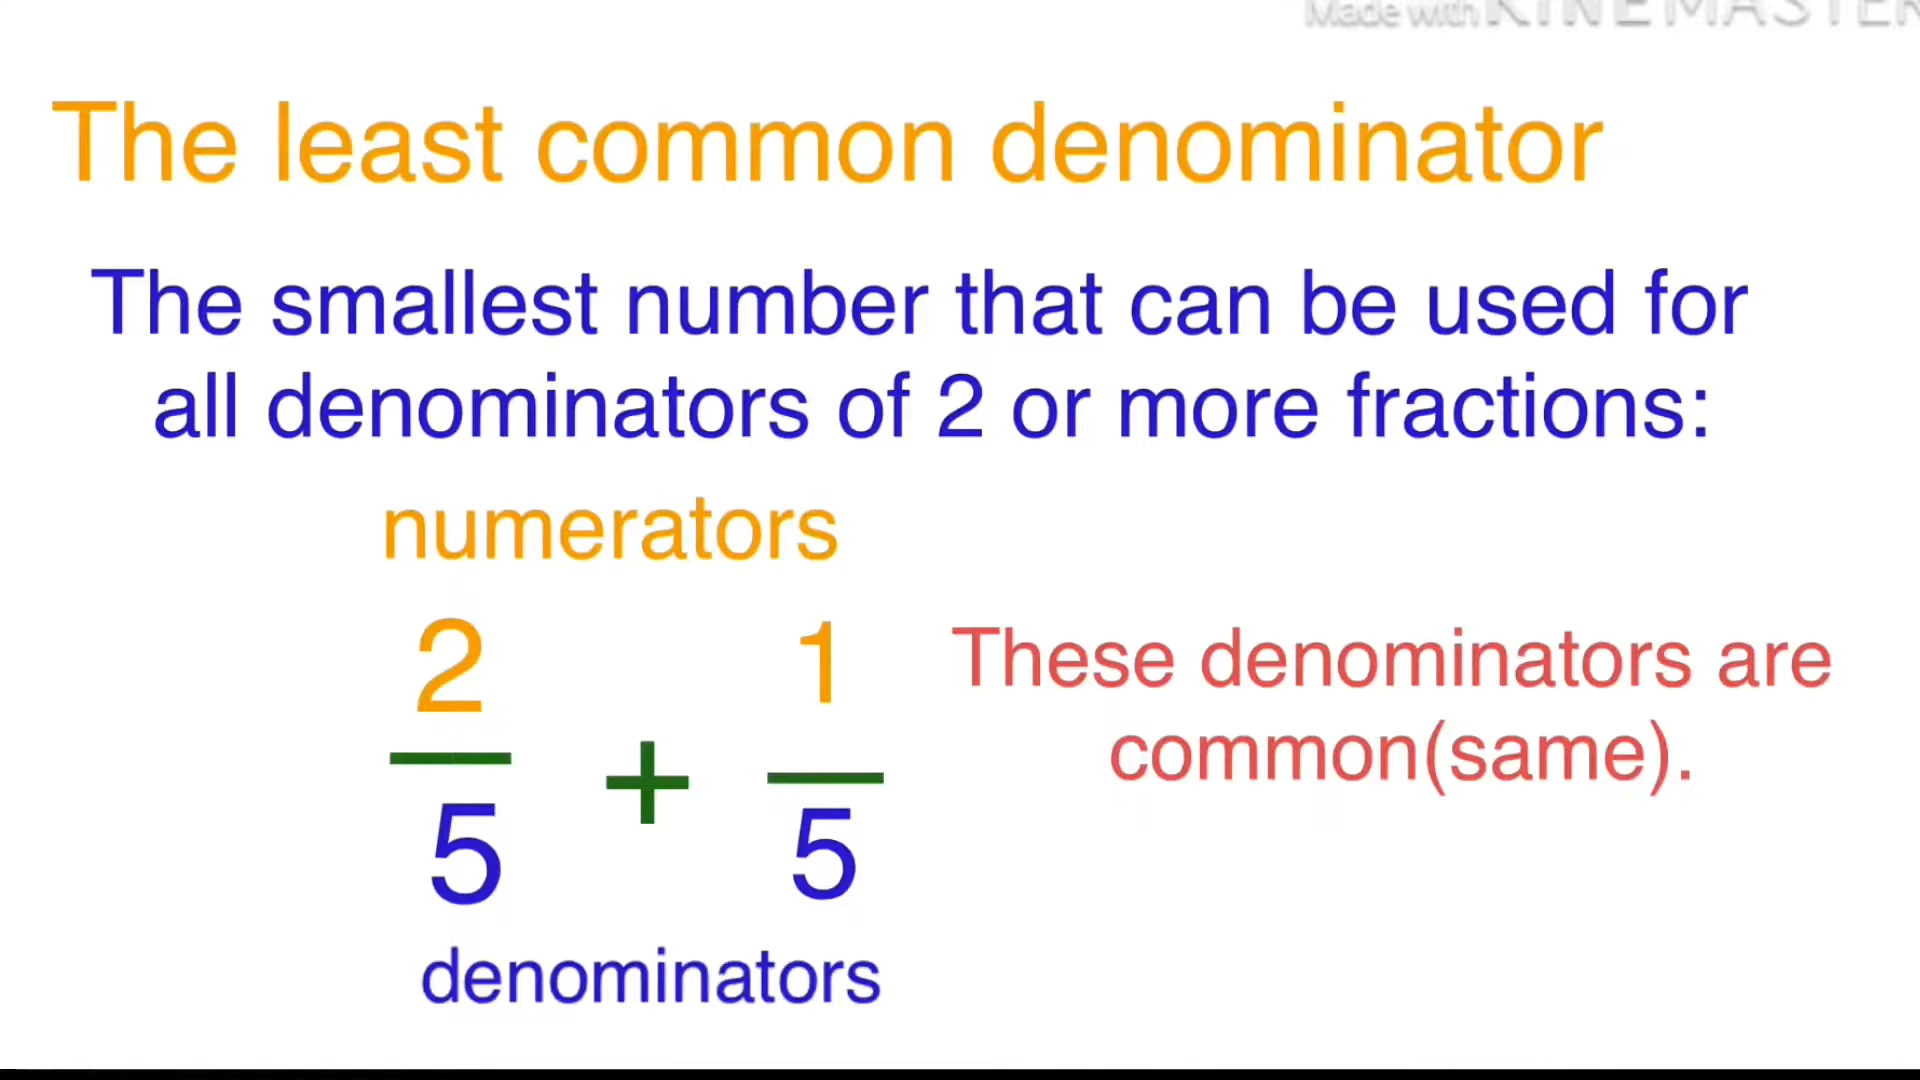 Made with KINEMASTER
The least common denominator
The smallest number that can be used for
all denominators of 2 or more fractions:
numerators
2 1
+
5 5
These denominators are
common(same).
denominators